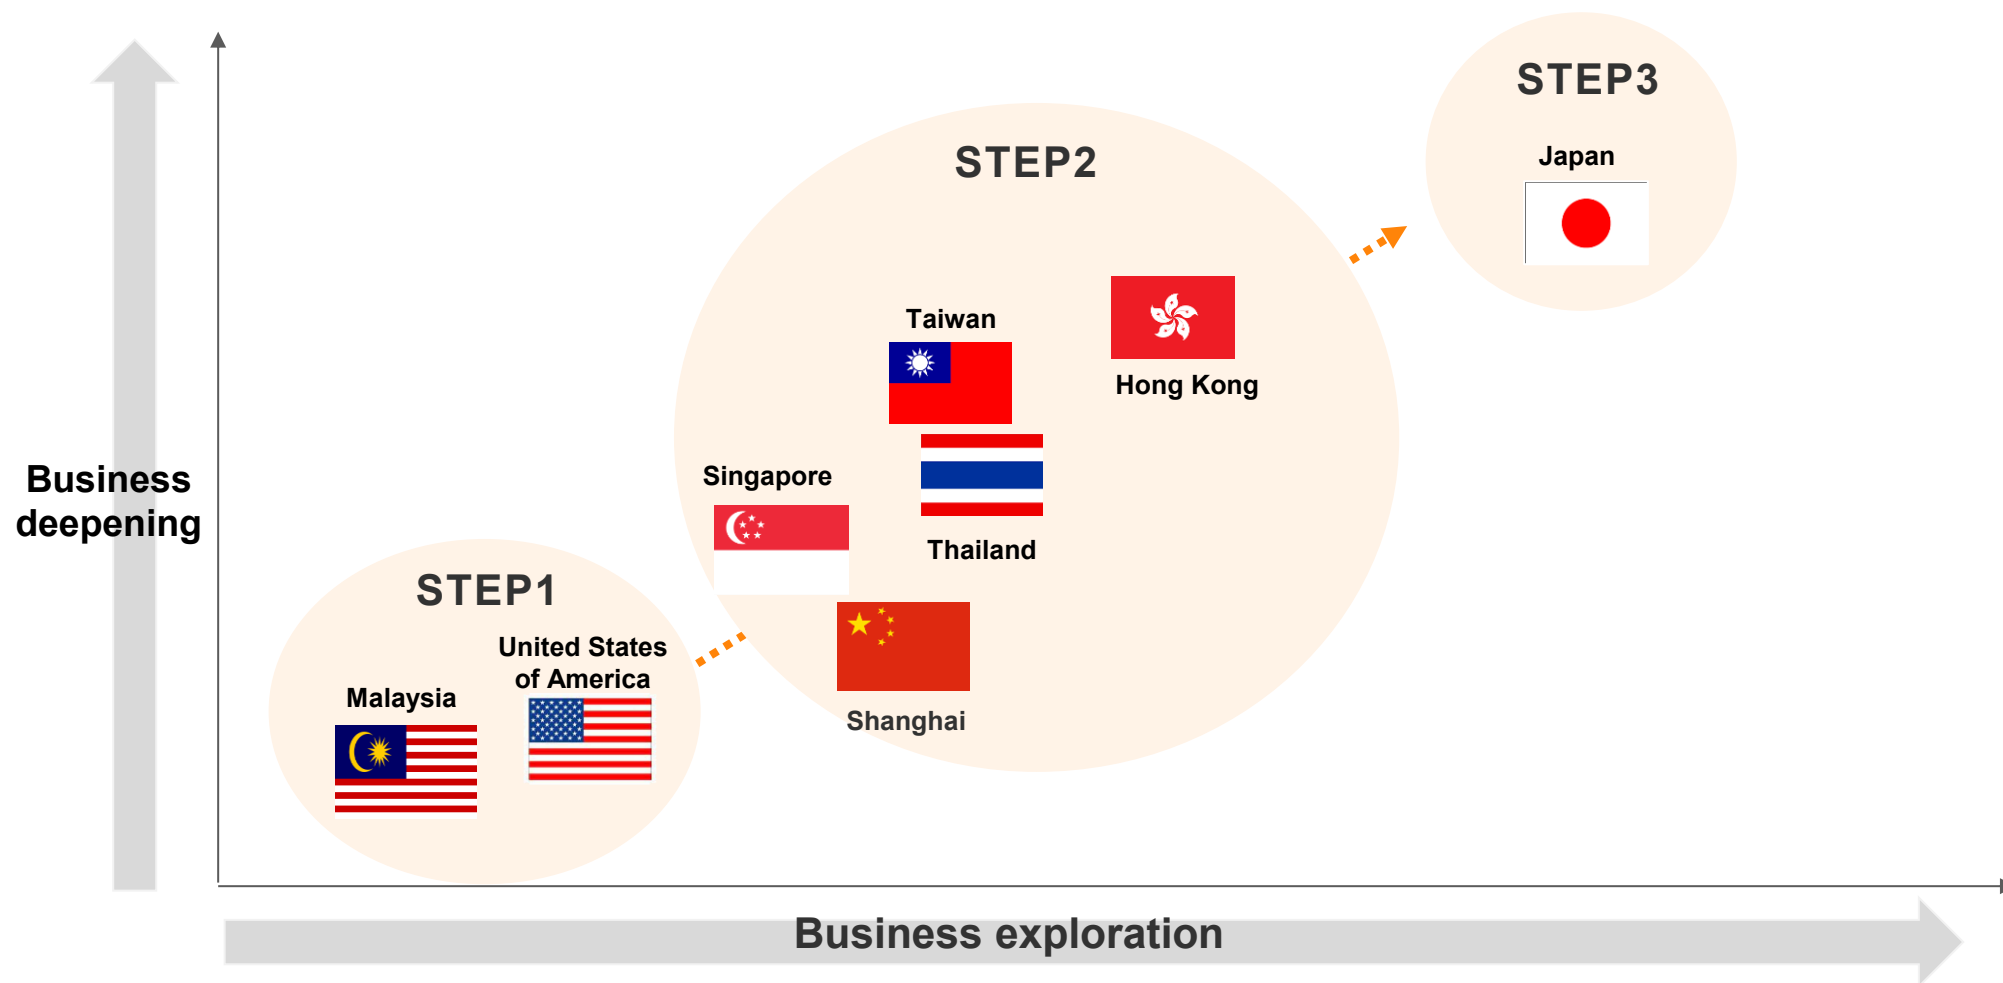 STEP3
Japan
STEP2
Taiwan
Hong Kong
Singapore
Thailand
Shanghai
STEP1
United States
of America
Malaysia
Business
deepening
Business exploration